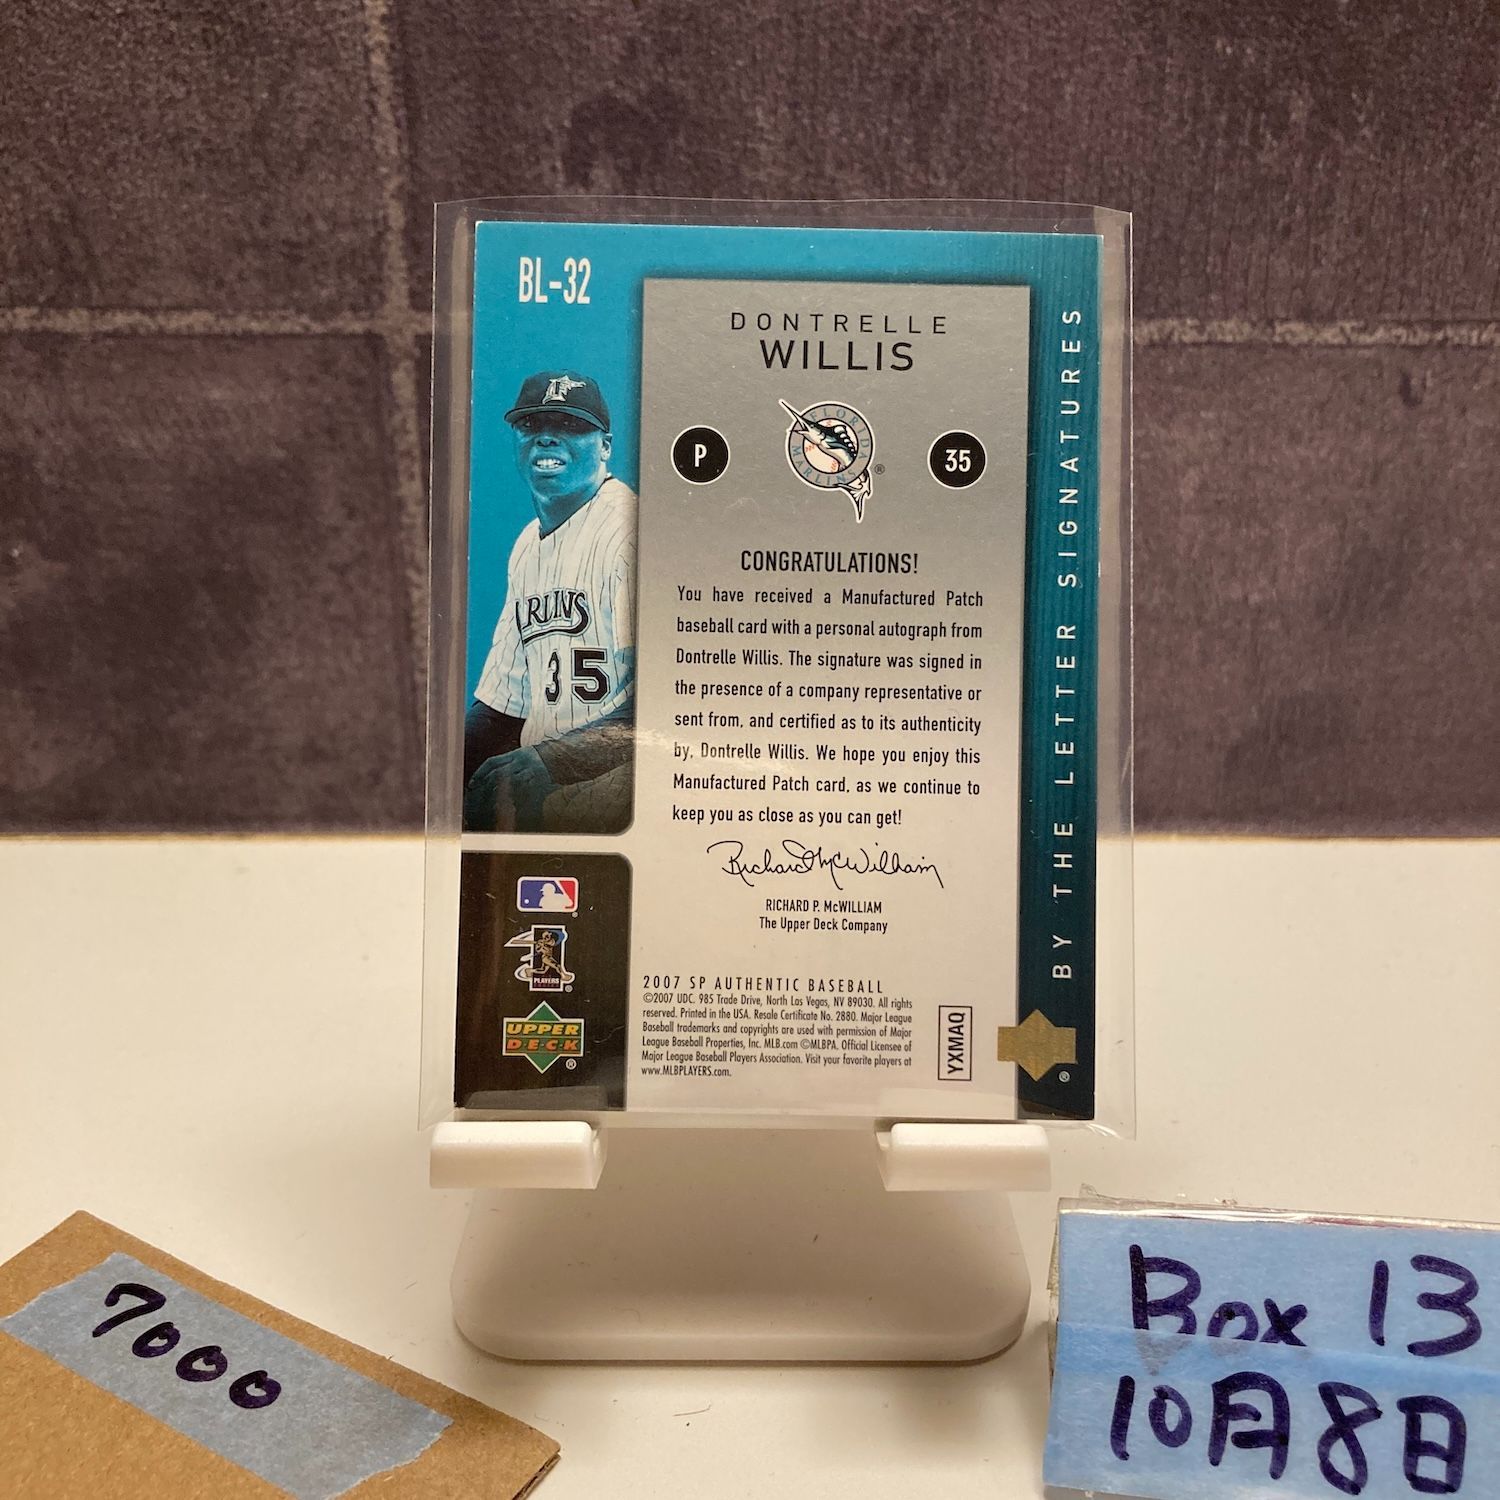 BL-32
DONTRELLE
WILLIS
P
FLORIDA
MARLINS
®
35
ARLINS
35
CONGRATULATIONS!
You have received a Manufactured Patch
baseball card with a personal autograph from
Dontrelle Willis. The signature was signed in
the presence of a company representative or
sent from, and certified as to its authenticity
by, Dontrelle Willis. We hope you enjoy this
Manufactured Patch card, as we continue to
keep you as close as you can get!
Richard McWilliam
RICHARD P. McWILLIAM
The Upper Deck Company
2007 SP AUTHENTIC BASEBALL
©2007 UDC. 985 Trade Drive, North Las Vegas, NV 89030. All rights
reserved. Printed in the USA. Resale Certificate No. 2880. Major League
Baseball trademarks and copyrights are used with permission of Major
League Baseball Properties, Inc. MLB.com ©MLBPA. Official Licensee of
Major League Baseball Players Association. Visit your favorite players at
www.MLBPLAYERS.com.
YXMAQ
BY THE LETTER SIGNATURES
®
PLAYERS
UPPER
D·E·C·K
®
7000
Box 13
10月8日